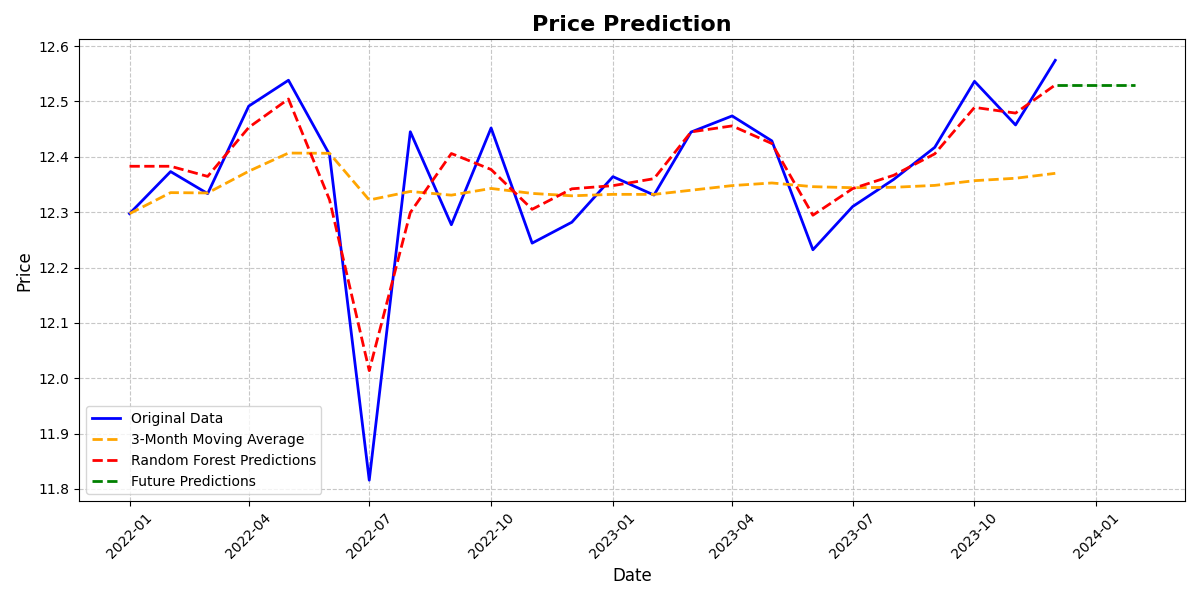 Price Prediction
Price
12.6
12.5
12.4
12.3
12.2
12.1
12.0
11.9
11.8
Original Data
3-Month Moving Average
Random Forest Predictions
Future Predictions
2022-01
2022-04
2022-07
2022-10
2023-01
2023-04
2023-07
2023-10
2024-01
Date